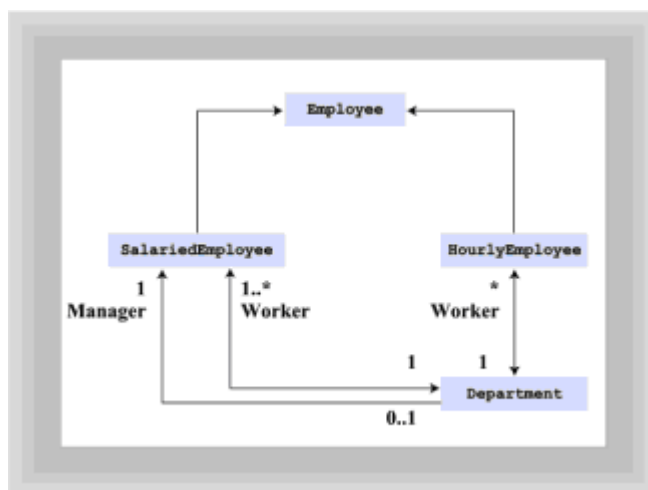 Employee
SalariedEmployee
HourlyEmployee
1
Manager
1..*
Worker
*
Worker
1
1
Department
0..1